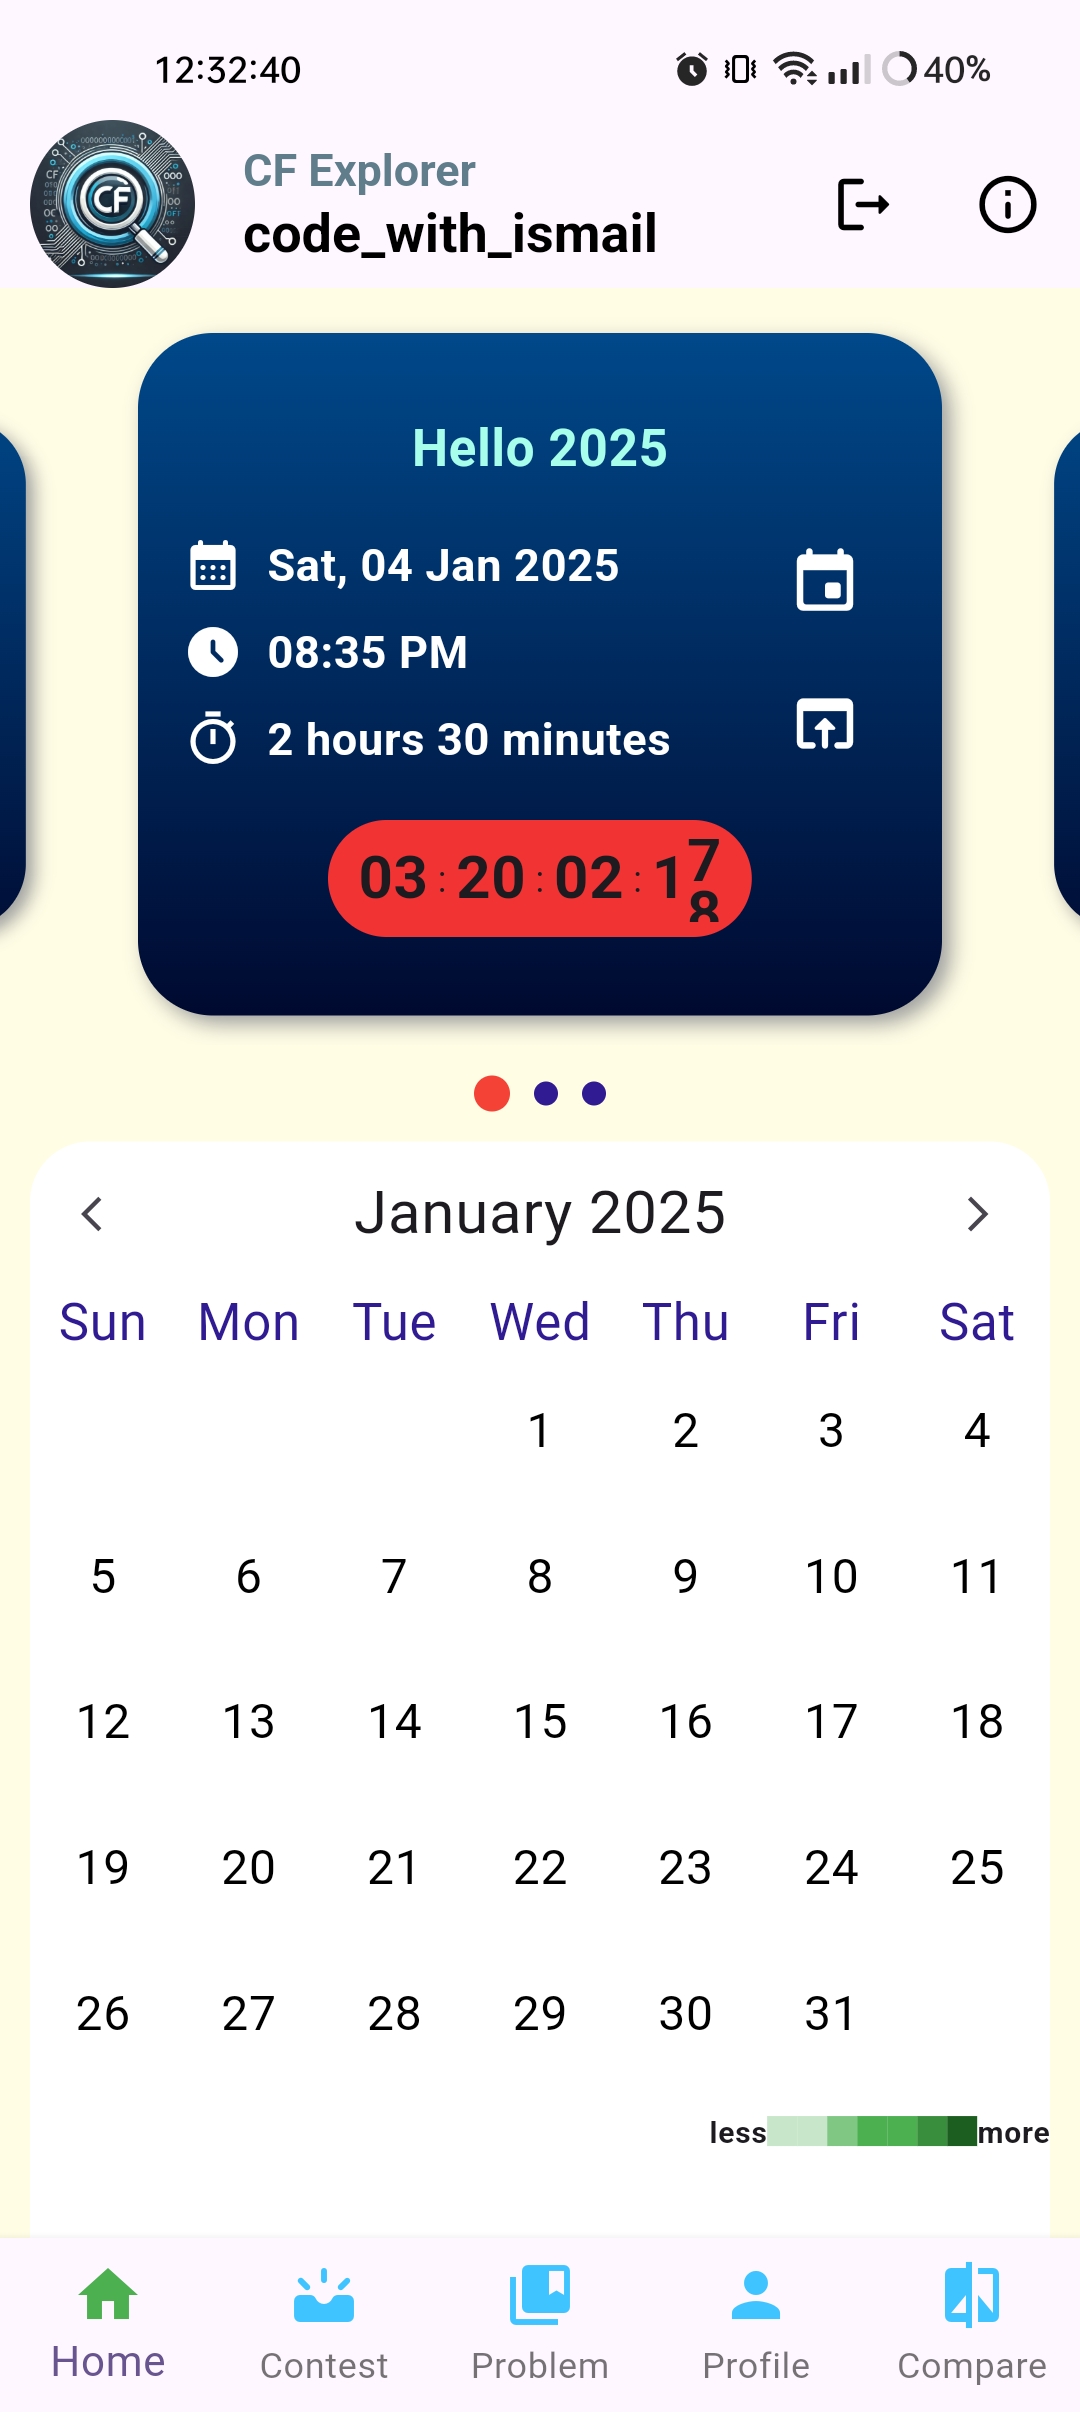 12:32:40 40%
CF Explorer
code_with_ismail
Hello 2025
Sat, 04 Jan 2025
08:35 PM
2 hours 30 minutes
03 : 20 : 02 : 17
8
January 2025
Sun Mon Tue Wed Thu Fri Sat
1 2 3 4
5 6 7 8 9 10 11
12 13 14 15 16 17 18
19 20 21 22 23 24 25
26 27 28 29 30 31
less more
Home Contest Problem Profile Compare